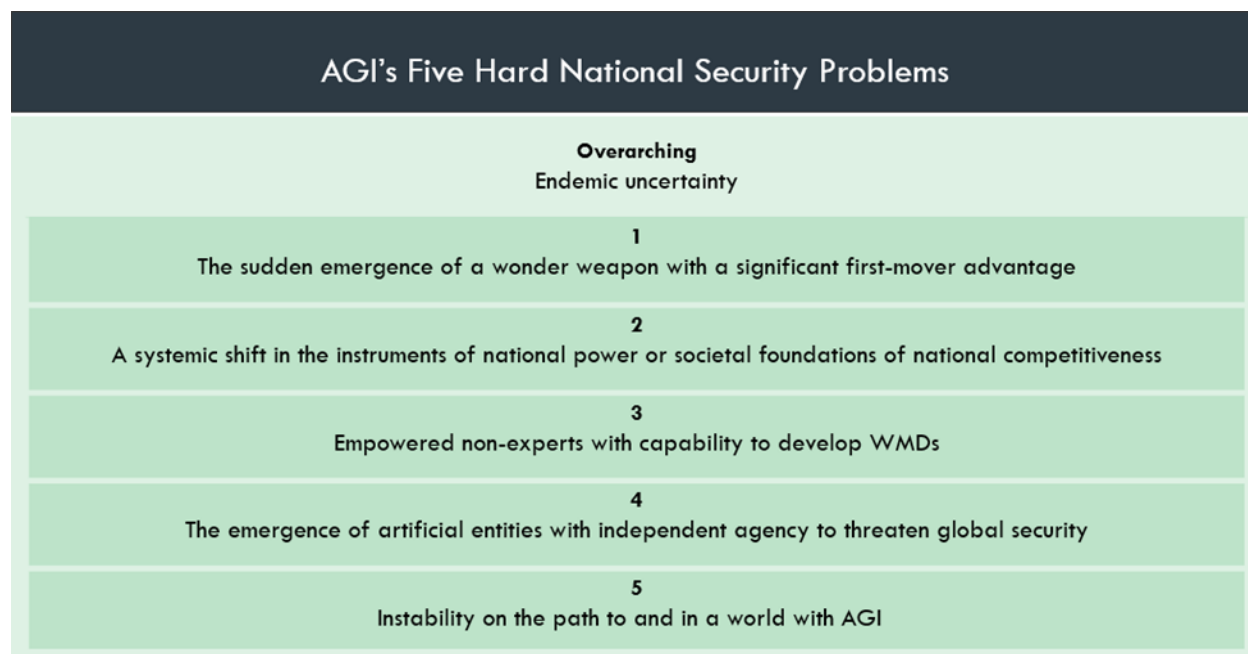 AGI’s Five Hard National Security Problems
Overarching
Endemic uncertainty
1
The sudden emergence of a wonder weapon with a significant first-mover advantage
2
A systemic shift in the instruments of national power or societal foundations of national competitiveness
3
Empowered non-experts with capability to develop WMDs
4
The emergence of artificial entities with independent agency to threaten global security
5
Instability on the path to and in a world with AGI